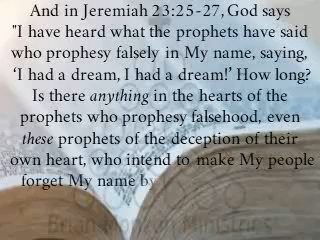 And in Jeremiah 23:25-27, God says
"I have heard what the prophets have said
who prophesy falsely in My name, saying,
‘I had a dream, I had a dream!’ How long?
Is there anything in the hearts of the
prophets who prophesy falsehood, even
these prophets of the deception of their
own heart, who intend to make My people
forget My name by
Ministries